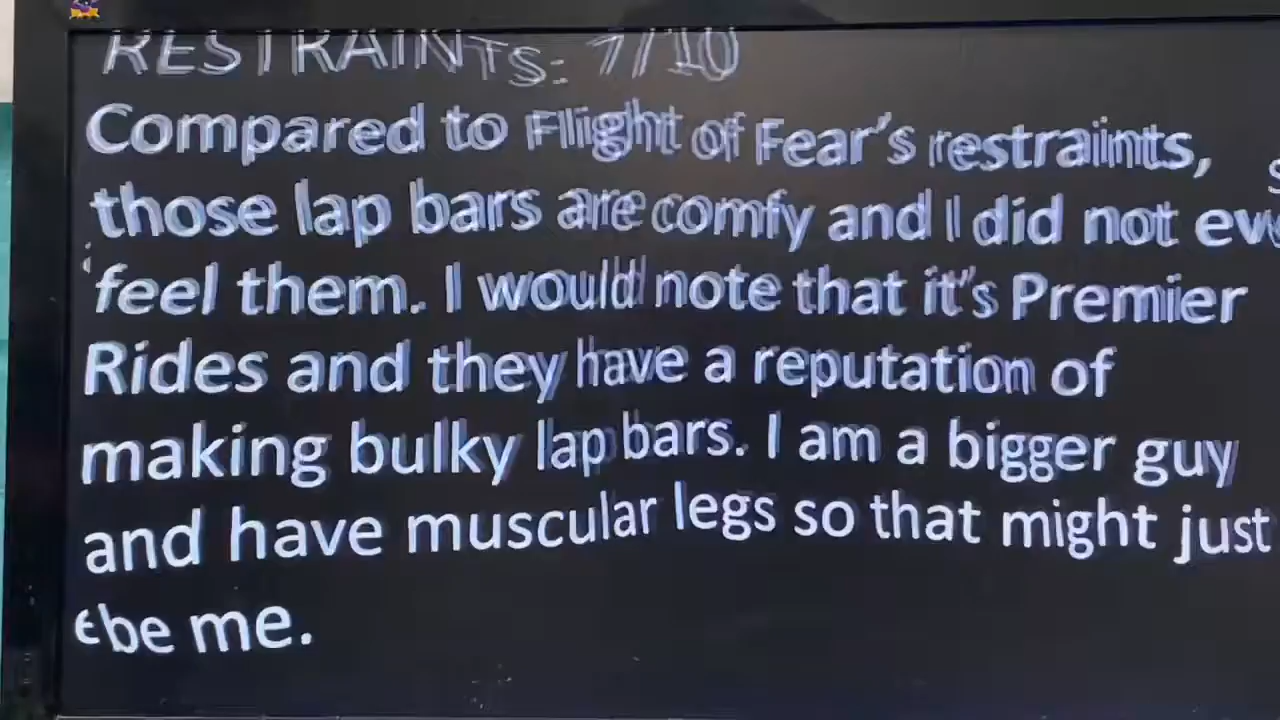 RESTRAINTS: 7/10
Compared to Flight of Fear's restraints,
those lap bars are comfy and I did not
feel them. I would note that it's Premier
Rides and they have a reputation of
making bulky lap bars. I am a bigger guy
and have muscular legs so that might just
be me.